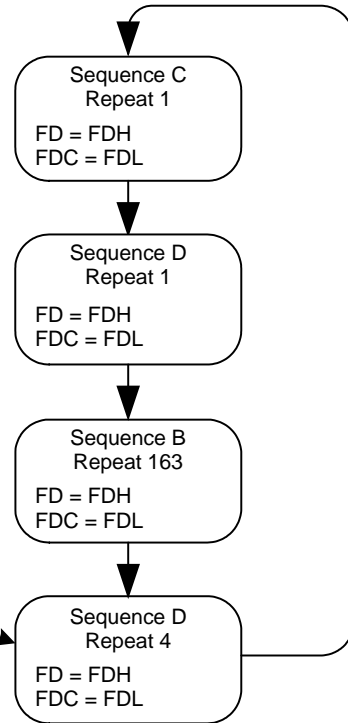 Sequence C
Repeat 1
FD = FDH
FDC = FDL
Sequence D
Repeat 1
FD = FDH
FDC = FDL
Sequence B
Repeat 163
FD = FDH
FDC = FDL
Sequence D
Repeat 4
FD = FDH
FDC = FDL